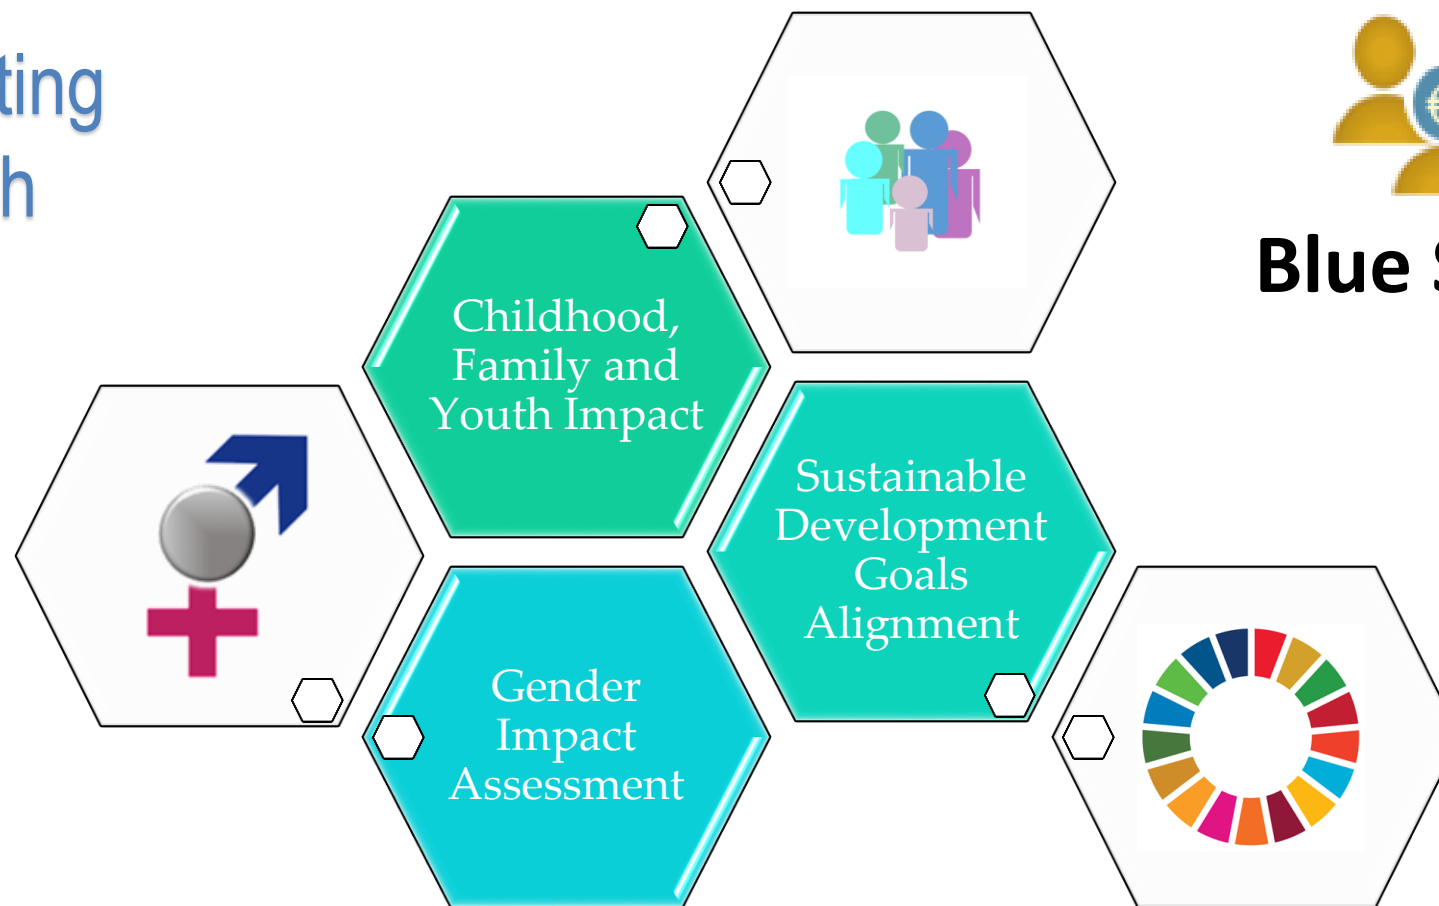 ting
h
Childhood,
Family and
Youth Impact
Blue
Sustainable
Development
Goals
Alignment
Gender
Impact
Assessment